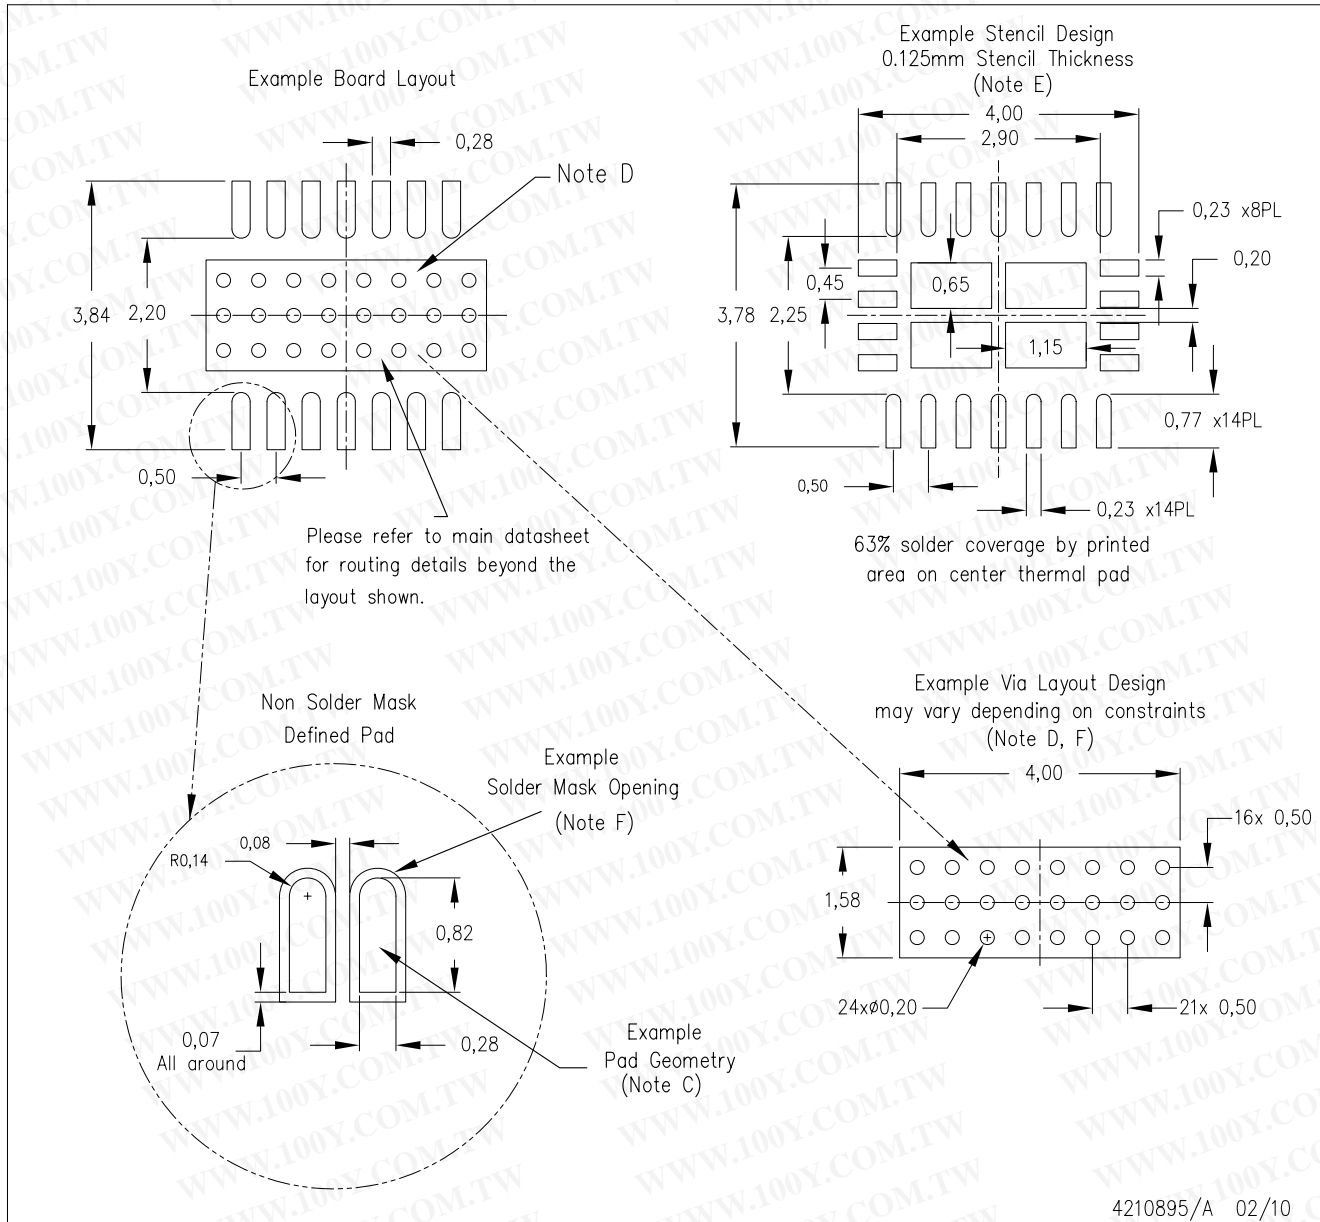 Example Board Layout
0,28
Note D
3,84
2,20
0,50
Please refer to main datasheet
for routing details beyond the
layout shown.
Example Stencil Design
0.125mm Stencil Thickness
(Note E)
4,00
2,90
0,23 x8PL
0,20
0,45
0,65
3,78
2,25
1,15
0,77 x14PL
0,50
0,23 x14PL
63% solder coverage by printed
area on center thermal pad
Non Solder Mask
Defined Pad
Example
Solder Mask Opening
(Note F)
0,08
R0,14
0,82
0,07
All around
0,28
Example
Pad Geometry
(Note C)
Example Via Layout Design
may vary depending on constraints
(Note D, F)
4,00
16x 0,50
1,58
24xø0,20
21x 0,50
4210895/A 02/10
WWW.100Y.COM.TW